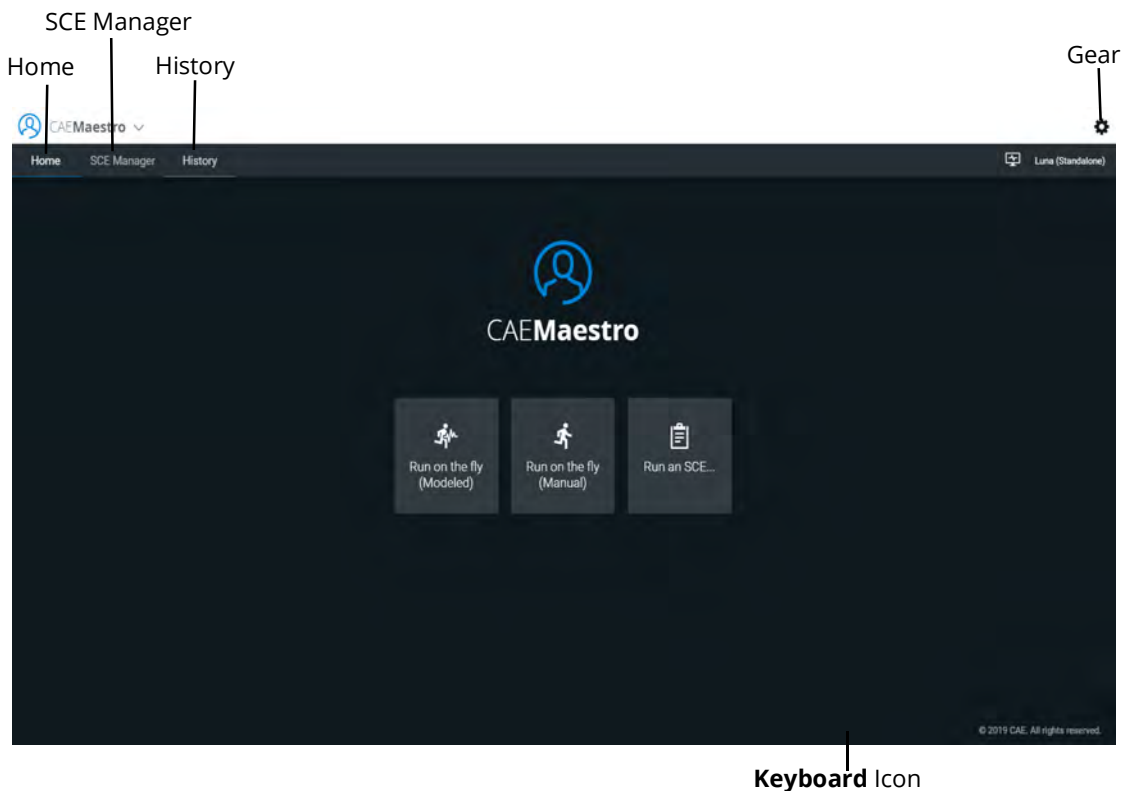 SCE Manager
Home
History
Gear
CAEMaestro
Home
SCE Manager
History
Luna (Standalone)
CAEMaestro
Run on the fly
(Modeled)
Run on the fly
(Manual)
Run an SCE...
© 2019 CAE. All rights reserved.
Keyboard Icon